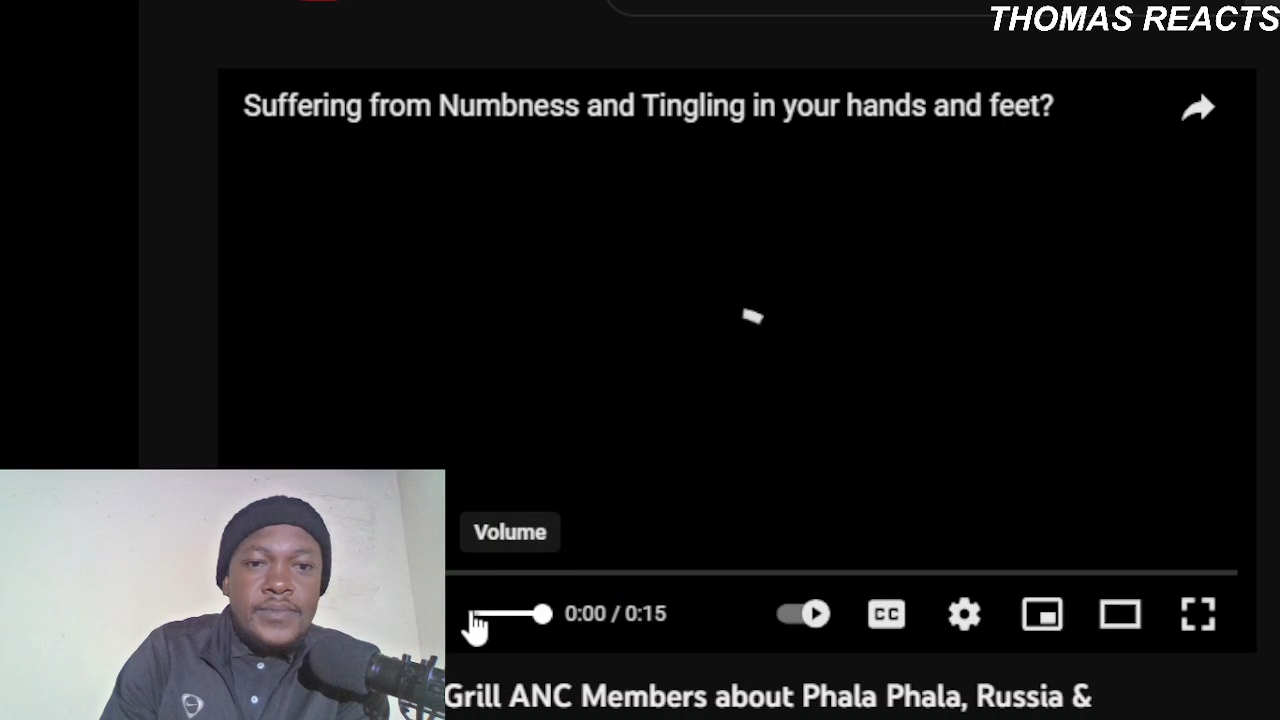 THOMAS REACTS
Suffering from Numbness and Tingling in your hands and feet?
Volume
0:00 / 0:15
CC
Grill ANC Members about Phala Phala, Russia &